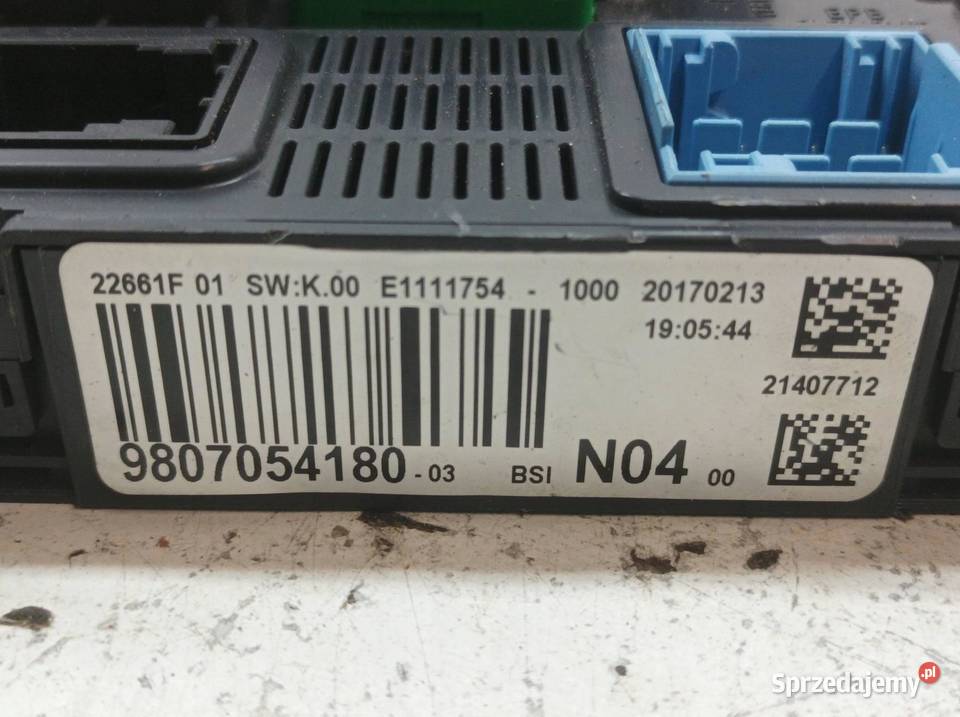 22661F 01 SW:K.00 E1111754 - 1000 20170213
19:05:44
21407712
9807054180-03 BSI N04 00
Sprzedajemy.pl